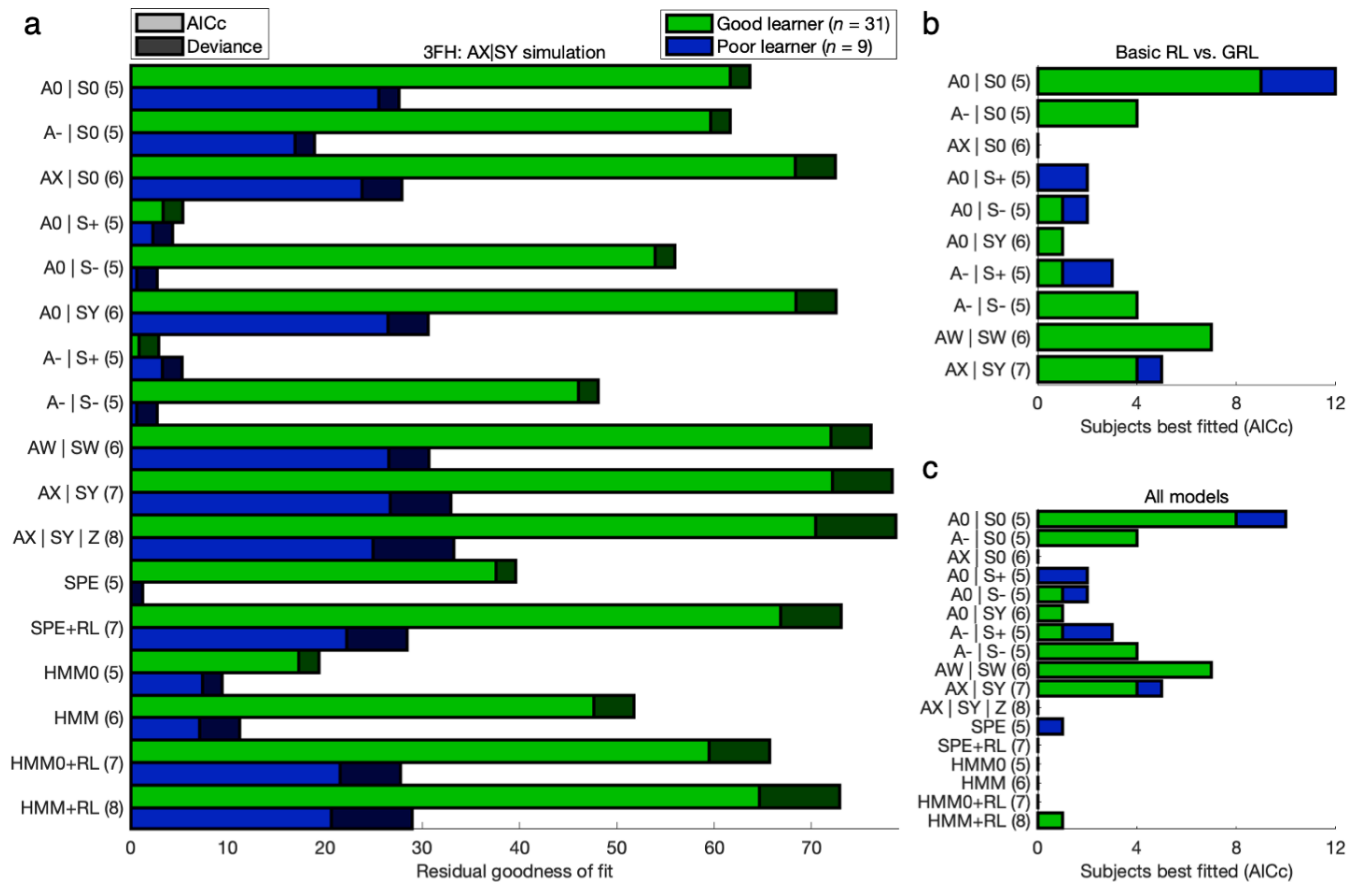 a
AICc
Deviance
3FH: AX|SY simulation
Good learner (n = 31)
Poor learner (n = 9)
A0 | S0 (5)
A- | S0 (5)
AX | S0 (6)
A0 | S+ (5)
A0 | S- (5)
A0 | SY (6)
A- | S+ (5)
A- | S- (5)
AW | SW (6)
AX | SY (7)
AX | SY | Z (8)
SPE (5)
SPE+RL (7)
HMM0 (5)
HMM (6)
HMM0+RL (7)
HMM+RL (8)
0 10 20 30 40 50 60 70
Residual goodness of fit
b
Basic RL vs. GRL
A0 | S0 (5)
A- | S0 (5)
AX | S0 (6)
A0 | S+ (5)
A0 | S- (5)
A0 | SY (6)
A- | S+ (5)
A- | S- (5)
AW | SW (6)
AX | SY (7)
0 4 8 12
Subjects best fitted (AICc)
c
All models
A0 | S0 (5)
A- | S0 (5)
AX | S0 (6)
A0 | S+ (5)
A0 | S- (5)
A0 | SY (6)
A- | S+ (5)
A- | S- (5)
AW | SW (6)
AX | SY (7)
AX | SY | Z (8)
SPE (5)
SPE+RL (7)
HMM0 (5)
HMM (6)
HMM0+RL (7)
HMM+RL (8)
0 4 8 12
Subjects best fitted (AICc)